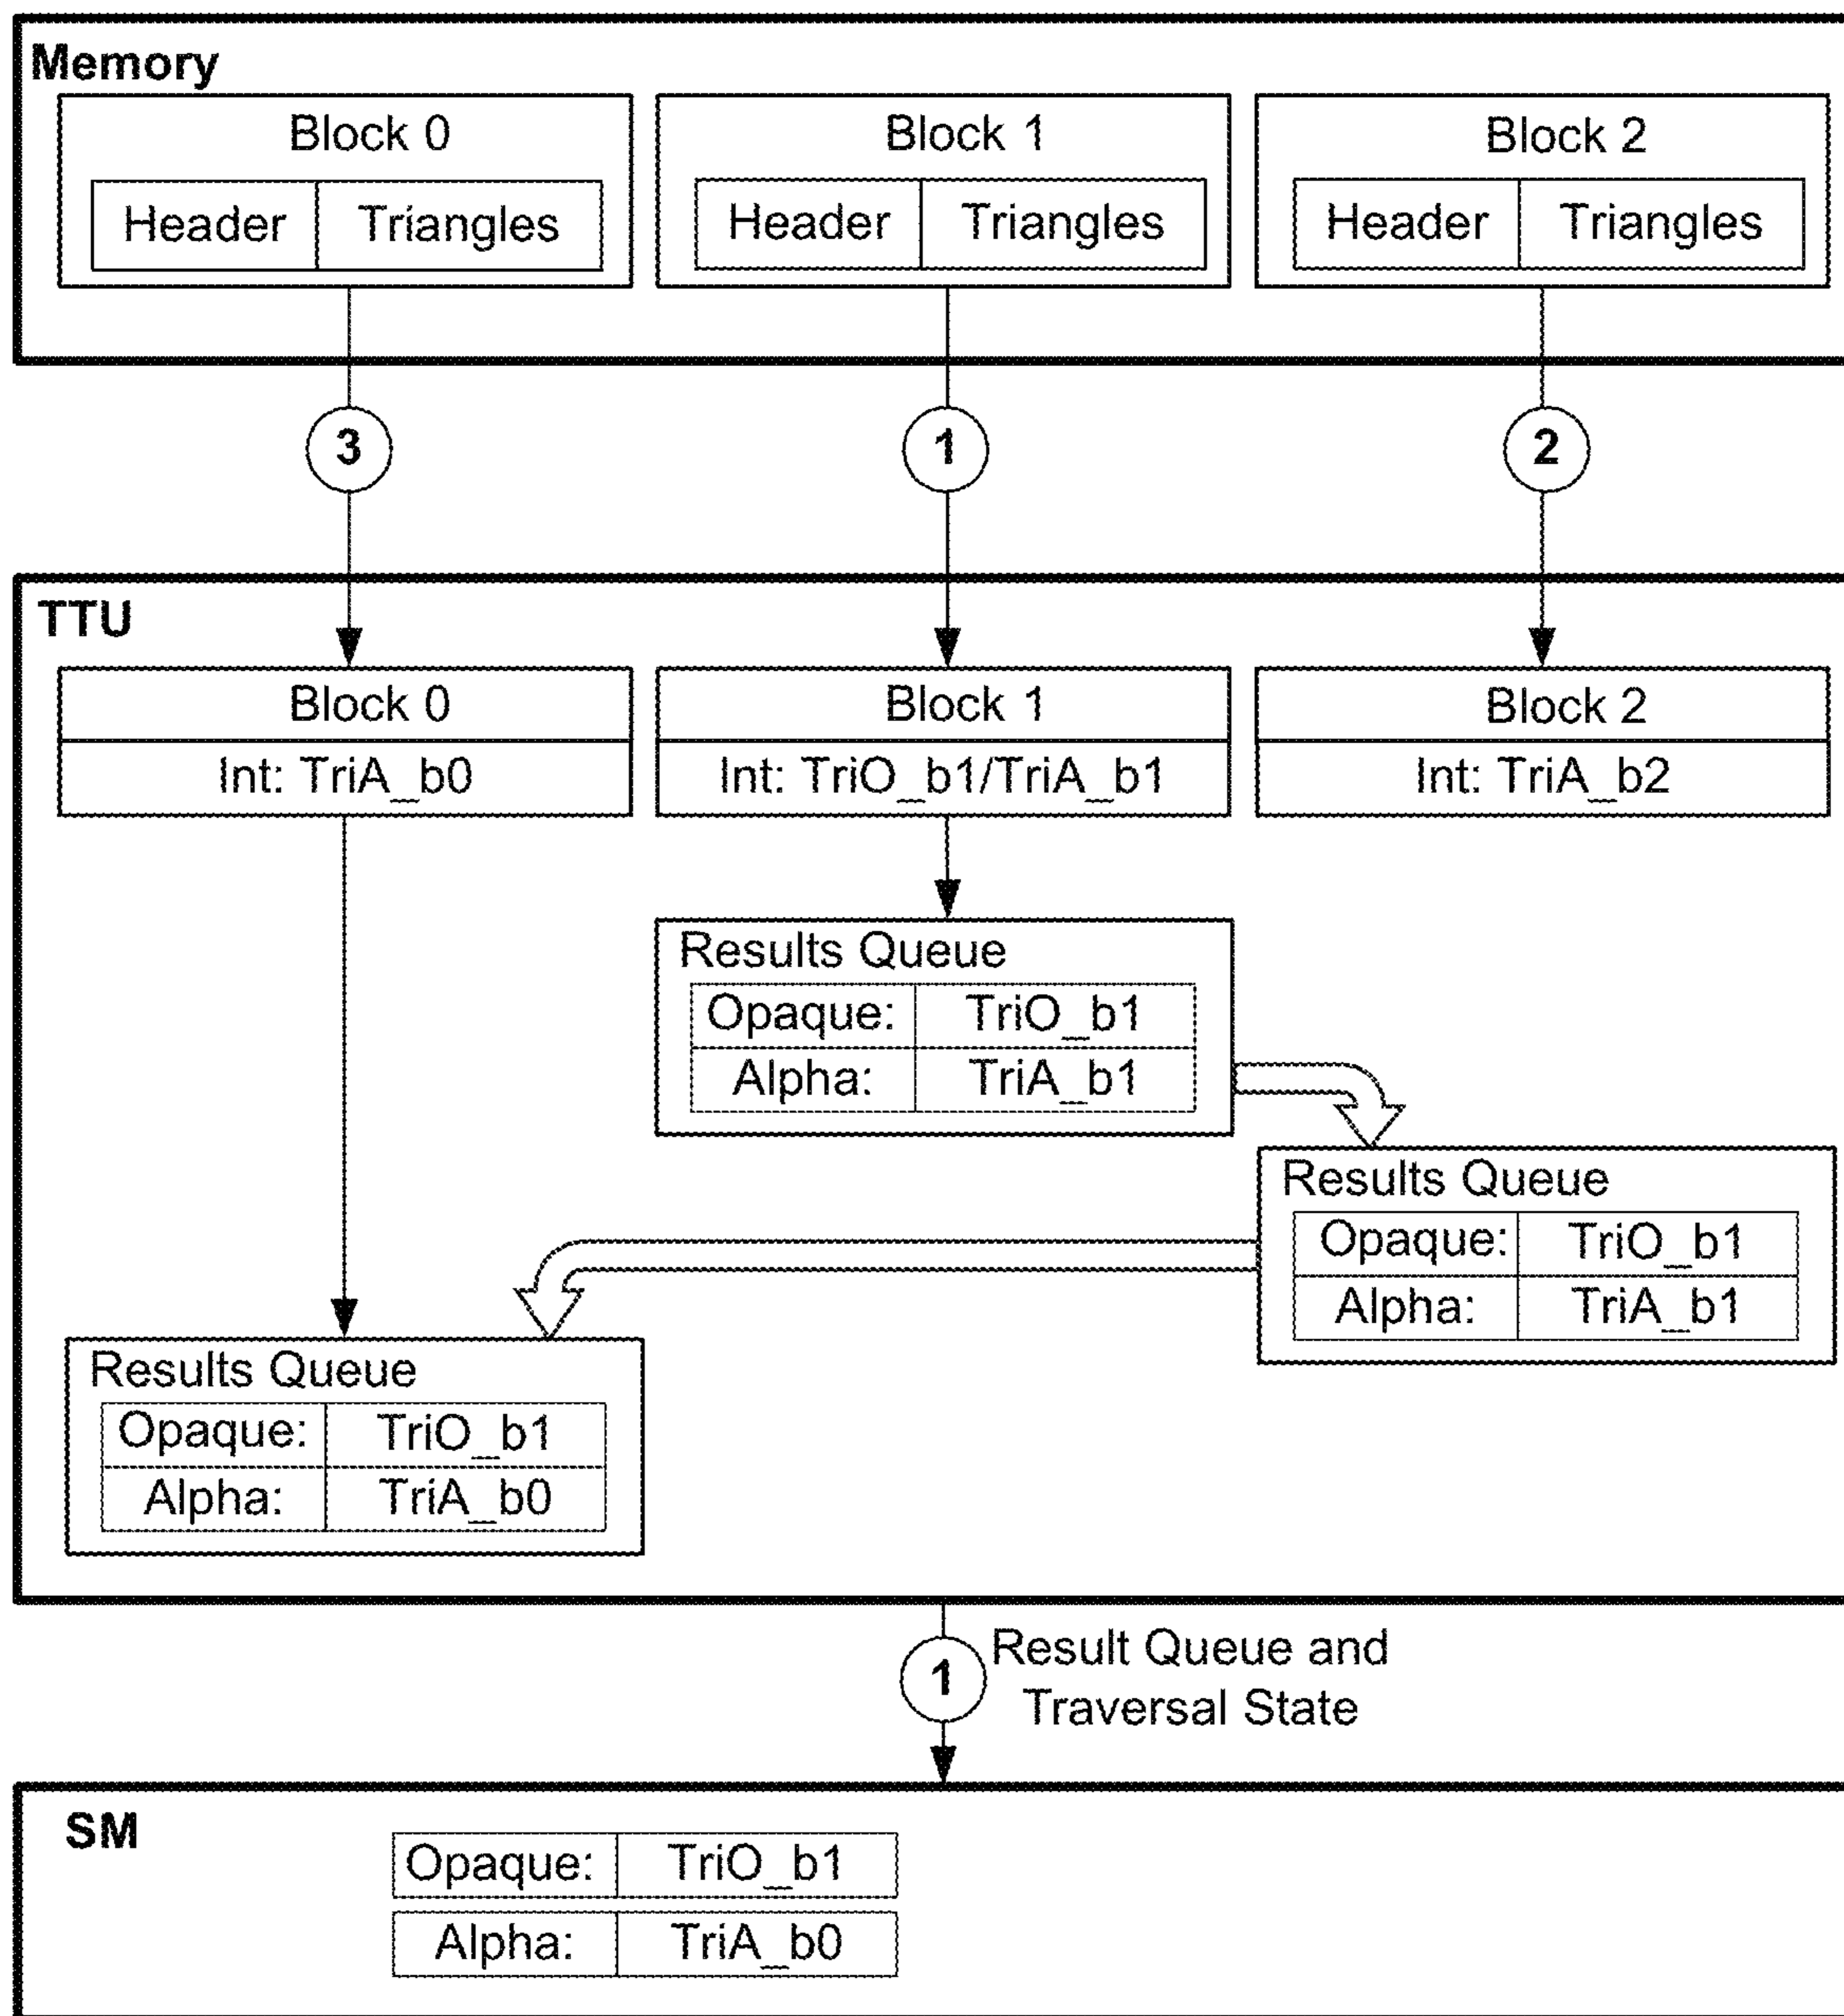 Memory
Block 0
Block 1
Block 2
Header Triangles
Header Triangles
Header Triangles
3
1
2
TTU
Block 0
Block 1
Block 2
Int: TriA_b0
Int: TriO_b1/TriA_b1
Int: TriA_b2
Results Queue
Opaque: TriO_b1
Alpha: TriA_b1
Results Queue
Opaque: TriO_b1
Alpha: TriA_b1
Results Queue
Opaque: TriO_b1
Alpha: TriA_b0
1
Result Queue and
Traversal State
SM
Opaque: TriO_b1
Alpha: TriA_b0